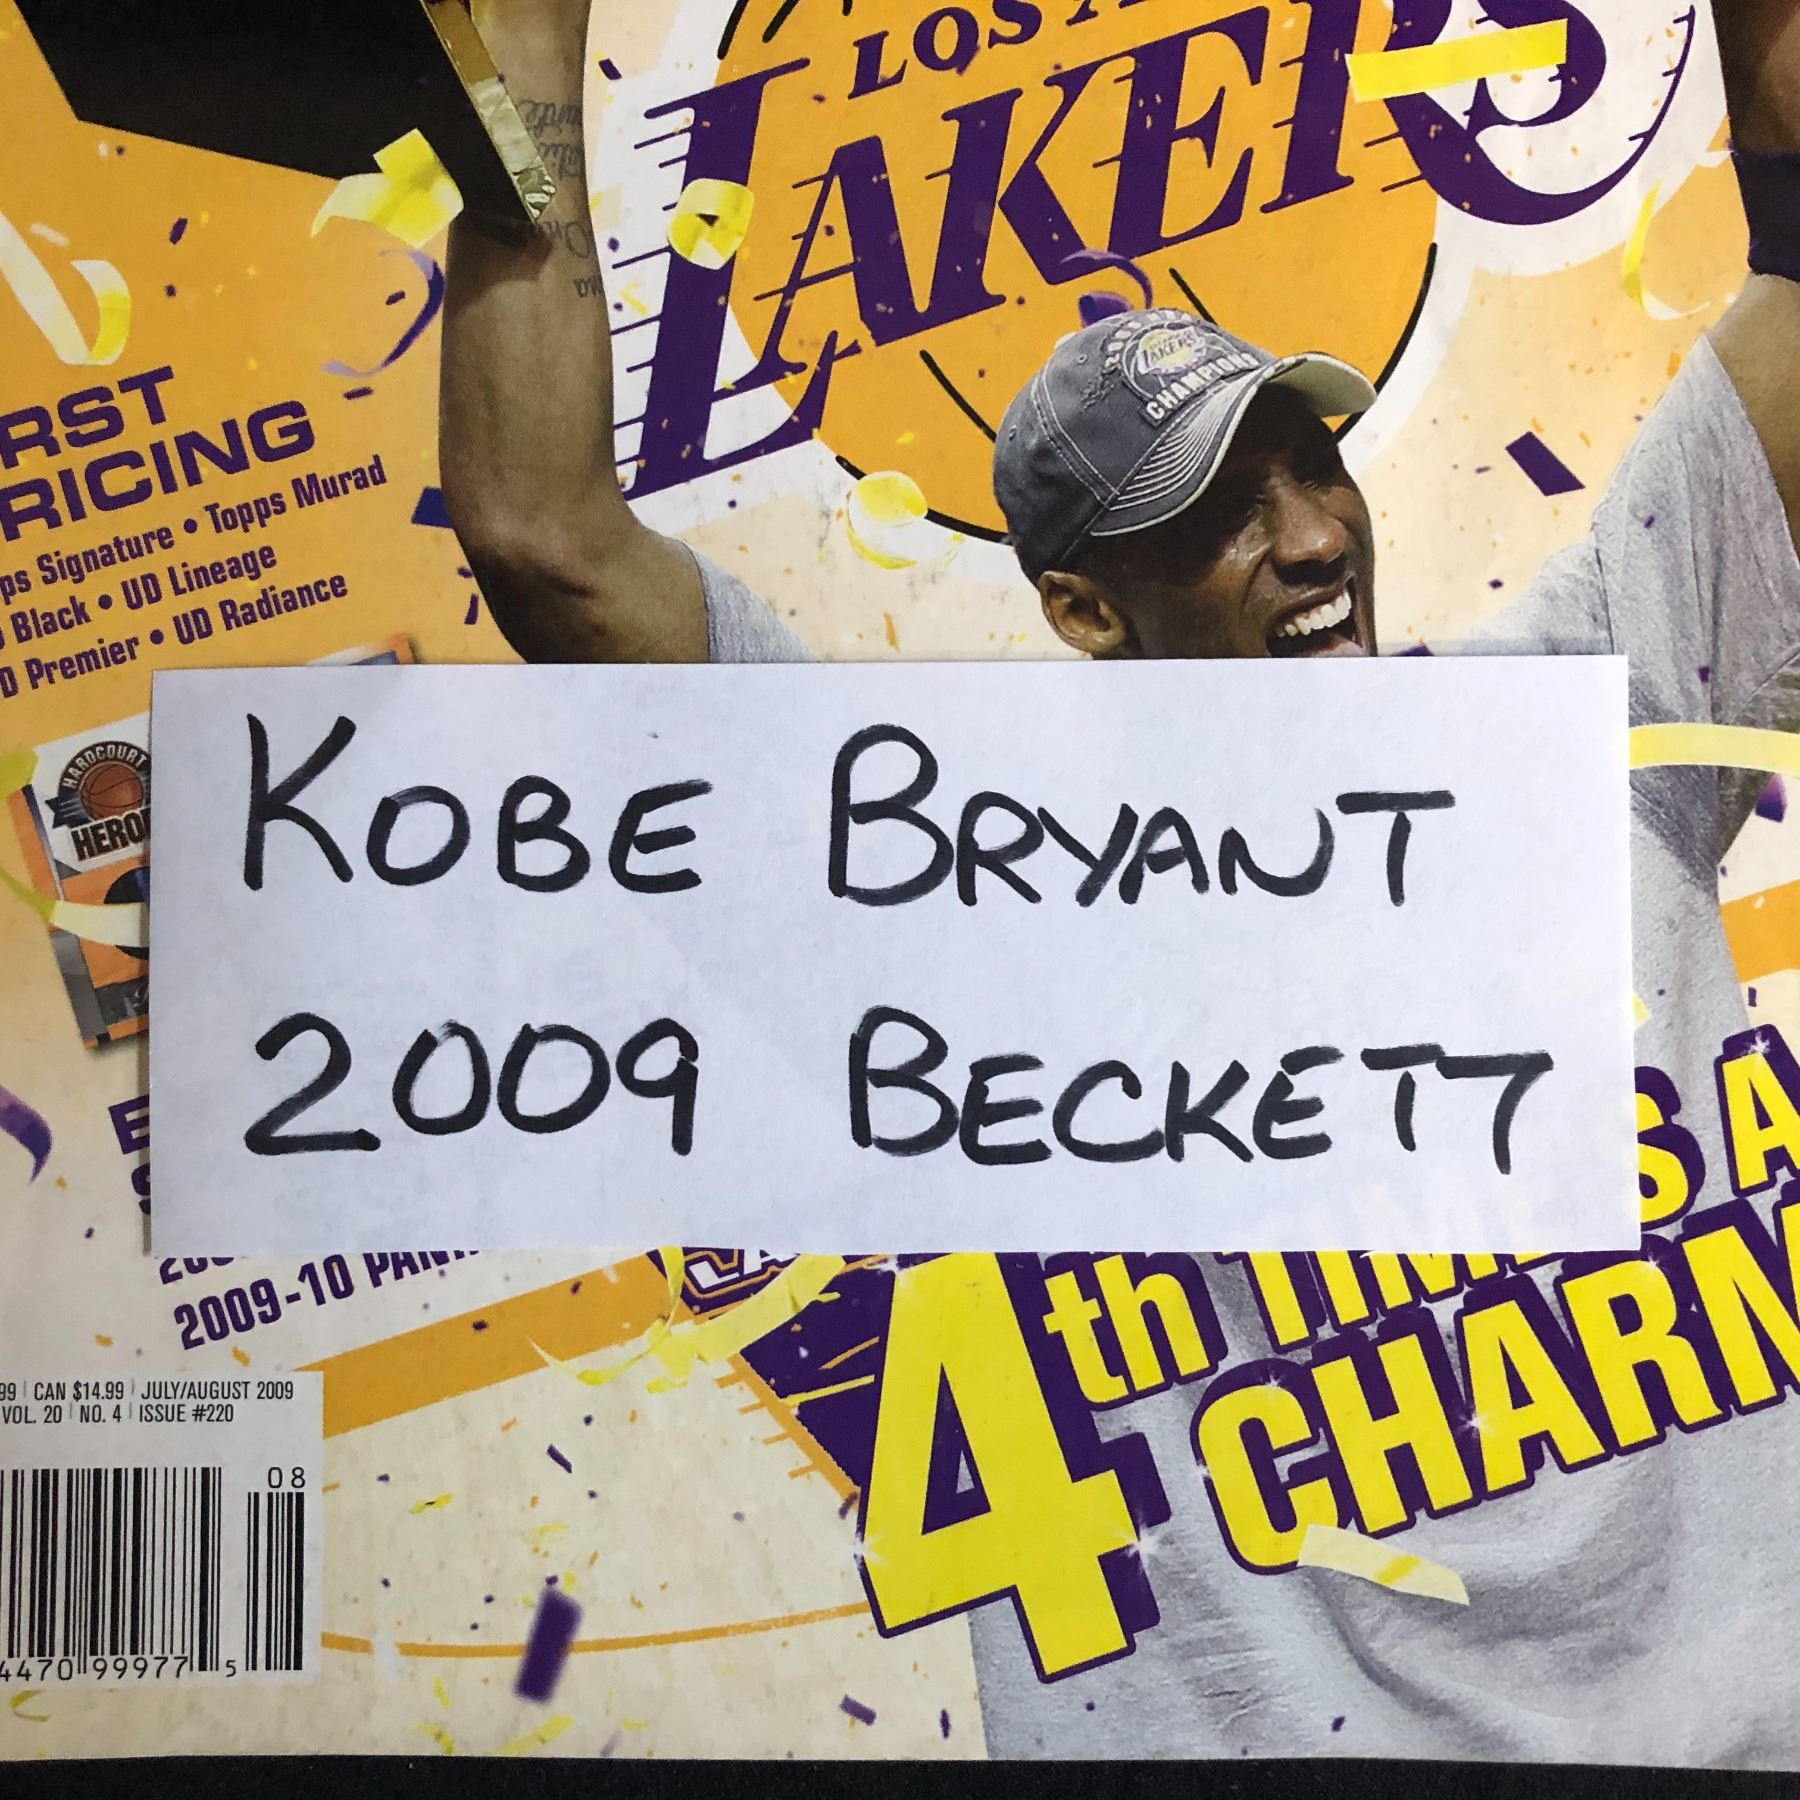 LOS
LAKERS
LAKERS
CHAMPIONS
RST
RICING
ps Signature • Topps Murad
Black • UD Lineage
D Premier • UD Radiance
HARDCOURT
HERO
KOBE BRYANT
2009 BECKETT
2009-10
S A
4th TIM
CHARM
99 | CAN $14.99 | JULY/AUGUST 2009
VOL. 20 | NO. 4 | ISSUE #220
08
4470 99977 5